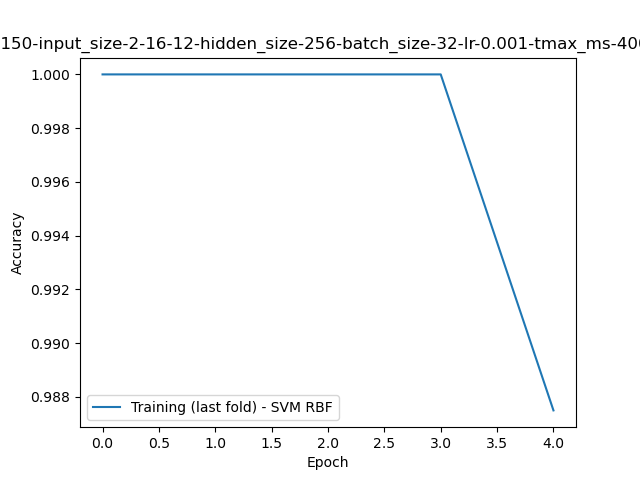 150-input_size-2-16-12-hidden_size-256-batch_size-32-lr-0.001-tmax_ms-400
1.000
0.998
0.996
0.994
0.992
0.990
0.988
Accuracy
Training (last fold) - SVM RBF
0.0 0.5 1.0 1.5 2.0 2.5 3.0 3.5 4.0
Epoch